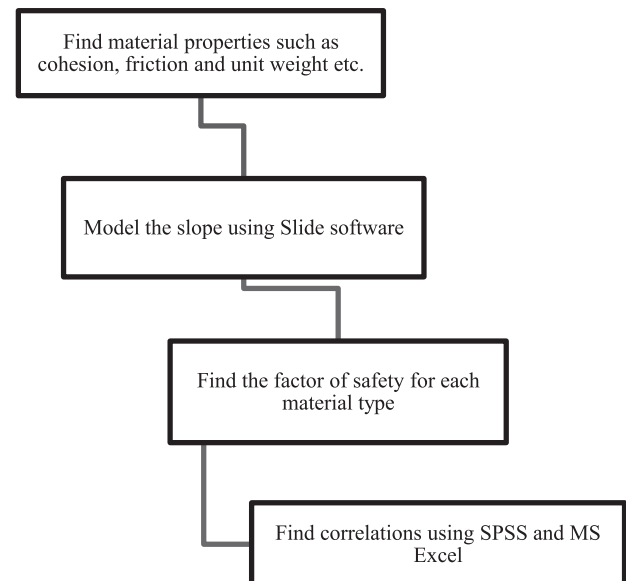 Find material properties such as
cohesion, friction and unit weight etc.
Model the slope using Slide software
Find the factor of safety for each
material type
Find correlations using SPSS and MS
Excel